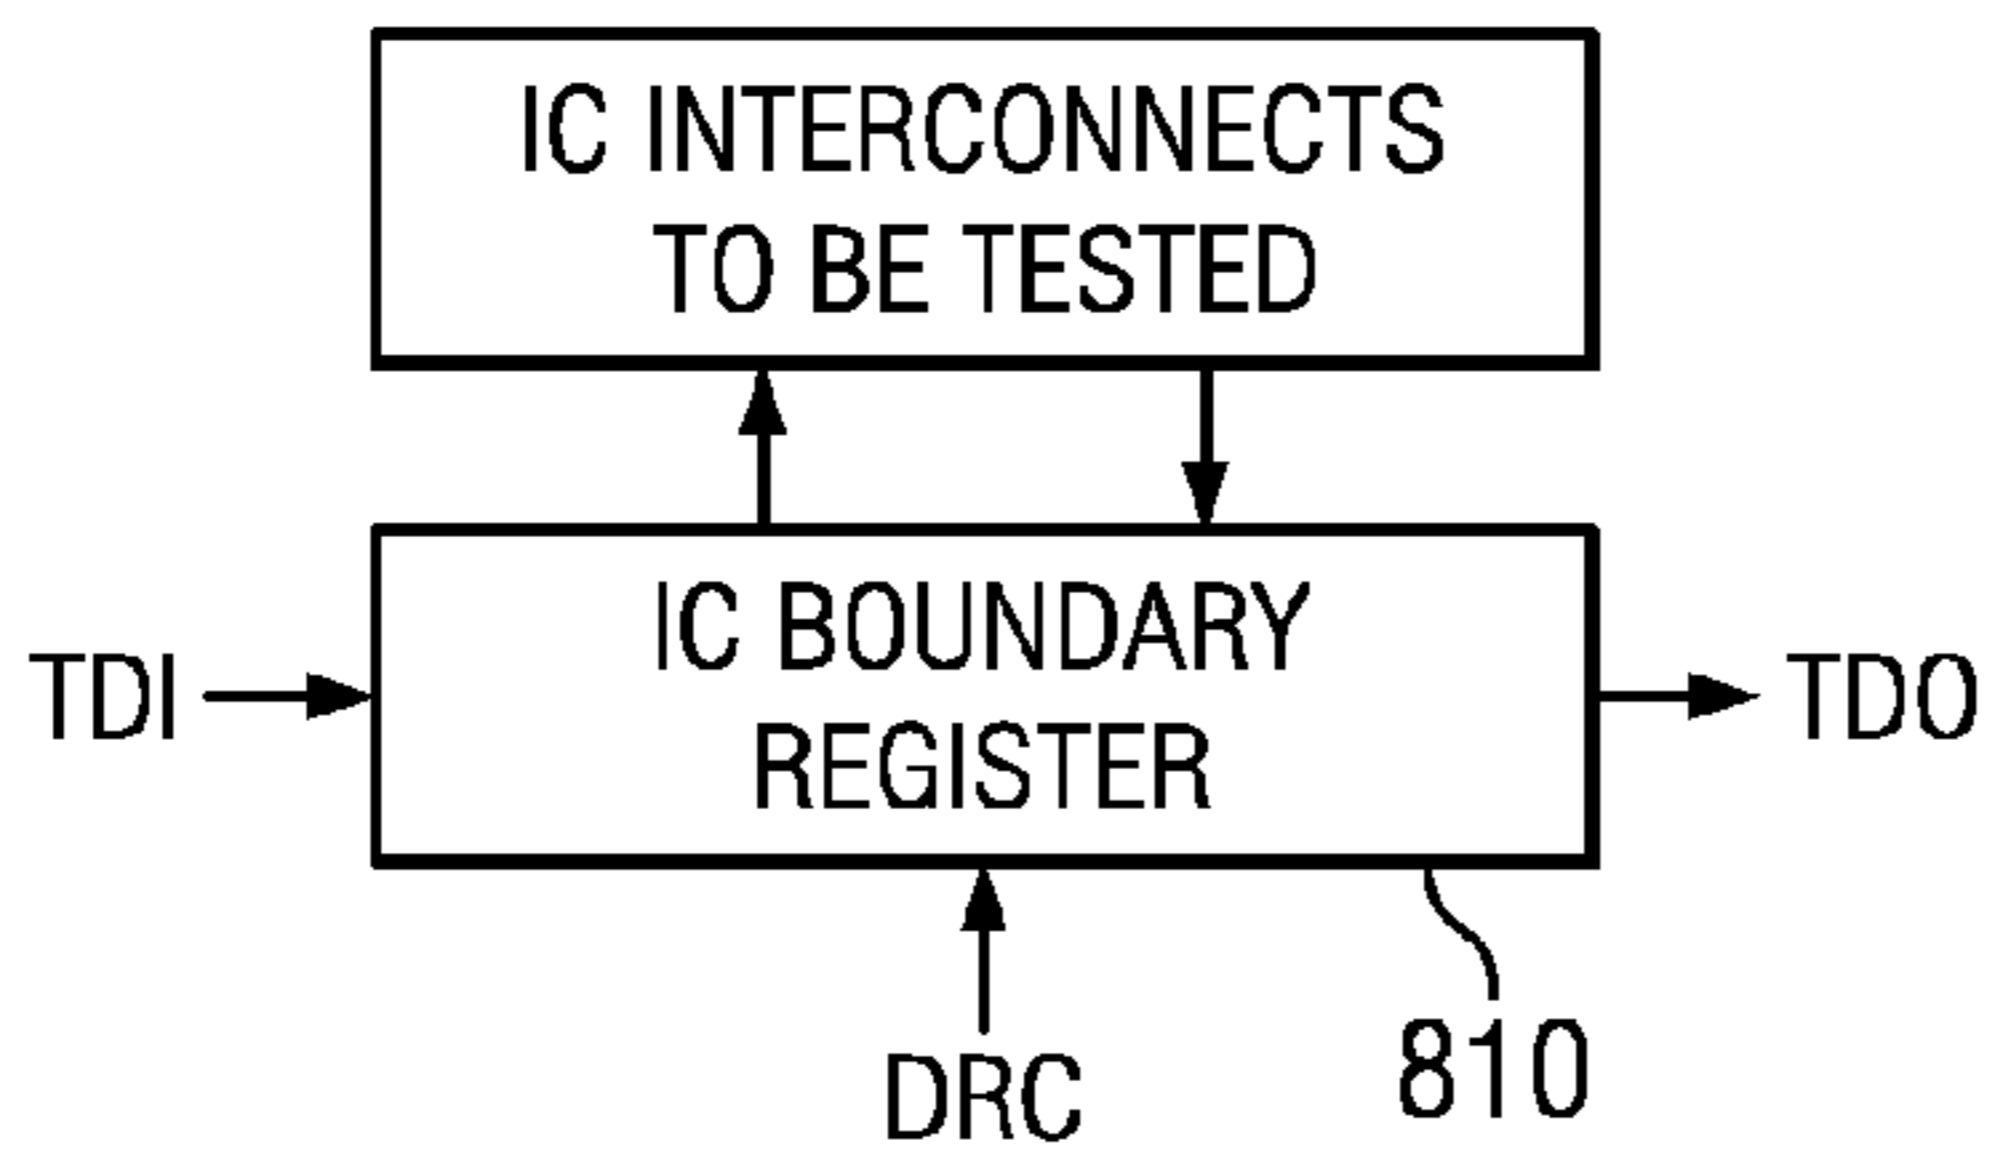 IC INTERCONNECTS
TO BE TESTED
IC BOUNDARY
REGISTER
TDI
TDO
DRC
810